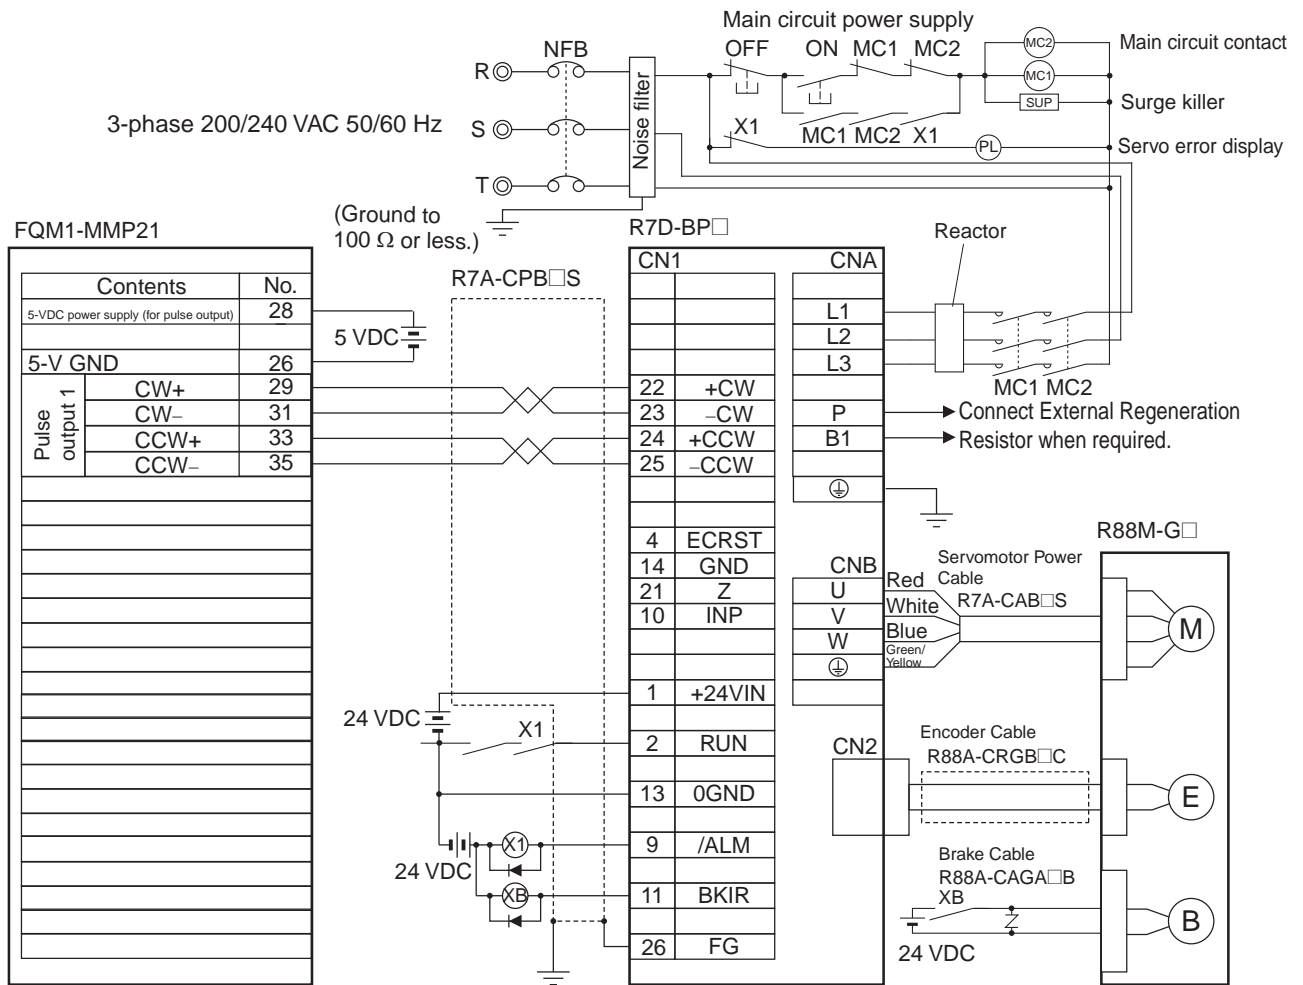 Main circuit power supply
OFF ON MC1 MC2
MC2 Main circuit contact
NFB
R
MC1
Noise filter
SUP Surge killer
3-phase 200/240 VAC 50/60 Hz
S
X1
MC1 MC2 X1
PL Servo error display
T
(Ground to
100 Ω or less.)
FQM1-MMP21
R7D-BP□
Reactor
R7A-CPB□S
CN1 CNA
Contents No.
5-VDC power supply (for pulse output) 28
5 VDC
5-V GND 26
Pulse
output 1
CW+ 29
CW– 31
CCW+ 33
CCW– 35
L1
L2
L3
MC1 MC2
22 +CW
23 –CW
24 +CCW
25 –CCW
P Connect External Regeneration
B1 Resistor when required.
4 ECRST
14 GND
21 Z
10 INP
CNB
U
V
W
Red
White
Blue
Green/
Yellow
Servomotor Power
Cable
R7A-CAB□S
R88M-G□
M
24 VDC
1 +24VIN
X1
2 RUN
13 0GND
CN2
Encoder Cable
R88A-CRGB□C
E
24 VDC
X1
9 /ALM
XB
11 BKIR
26 FG
Brake Cable
R88A-CAGA□B
XB
24 VDC
B